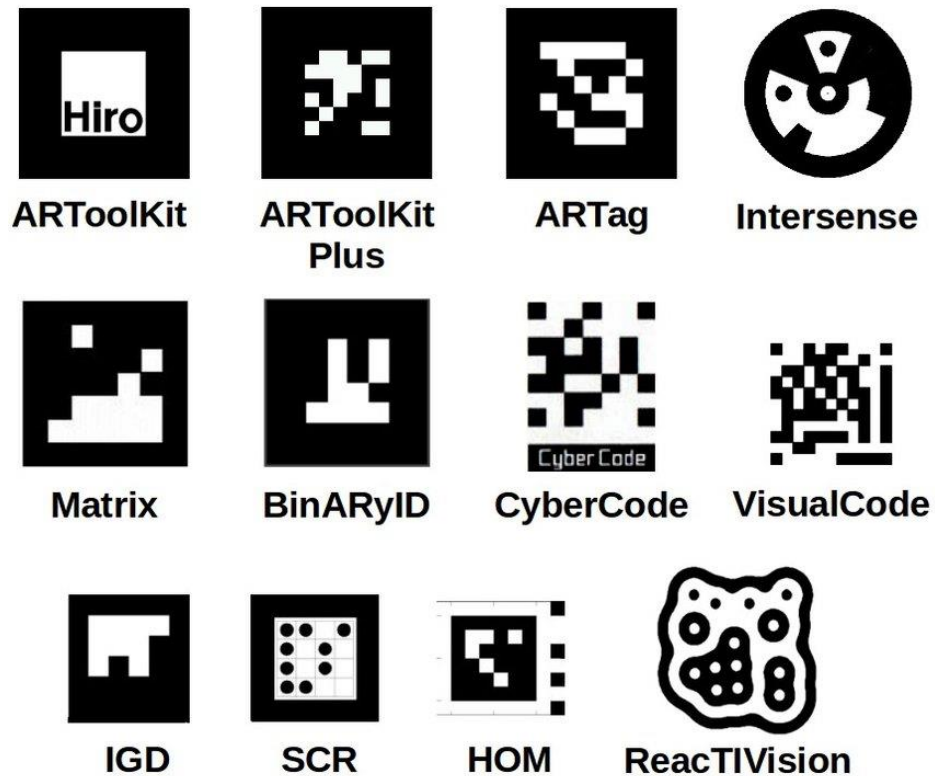 Hiro
ARToolKit
ARToolKit
Plus
ARTag
Intersense
CyberCode
Matrix
BinARyID
CyberCode
VisualCode
IGD
SCR
HOM
ReacTIVision